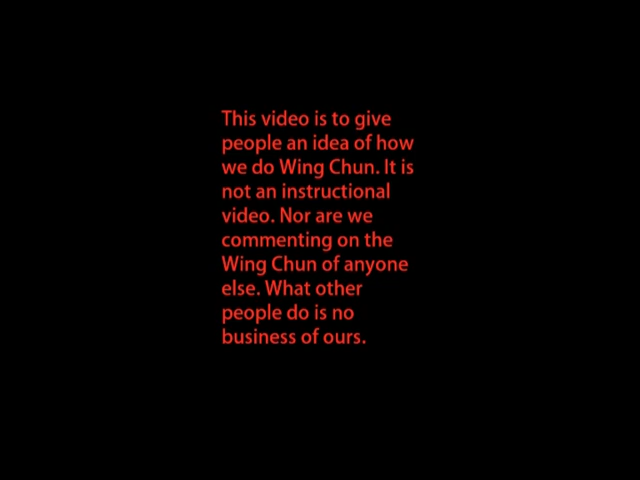 This video is to give
people an idea of how
we do Wing Chun. It is
not an instructional
video. Nor are we
commenting on the
Wing Chun of anyone
else. What other
people do is no
business of ours.